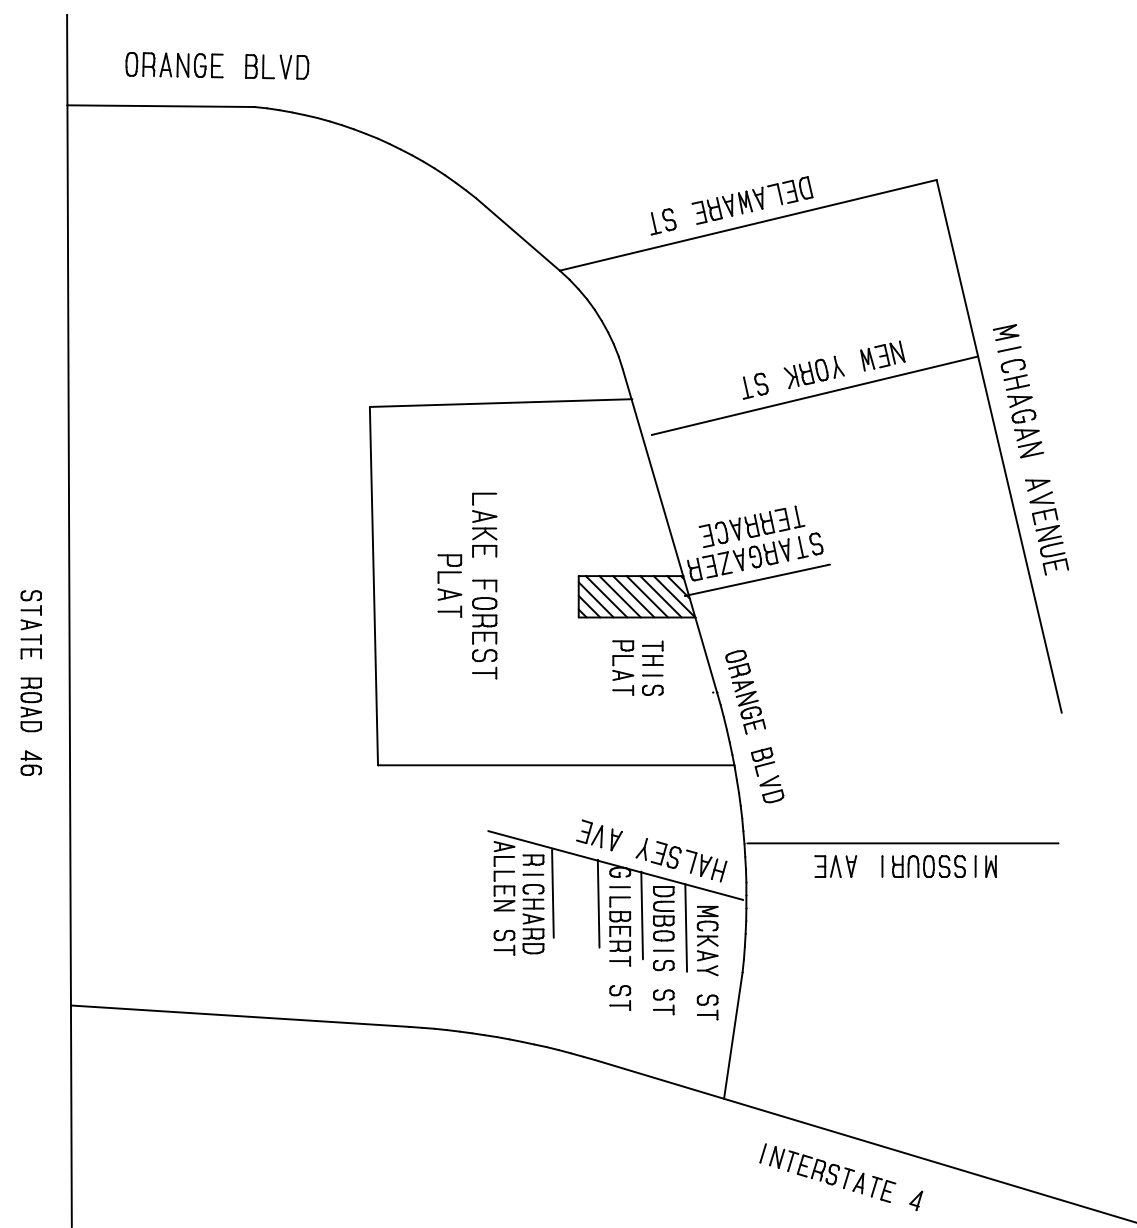 ORANGE BLVD
DELAWARE ST
NEW YORK ST
MICHAGAN AVENUE
STARGAZER
TERRACE
LAKE FOREST
PLAT
THIS
PLAT
ORANGE BLVD
STATE ROAD 46
HALSEY AVE
MISSOURI AVE
RICHARD
ALLEN ST
GILBERT ST
DUBOIS ST
MCKAY ST
INTERSTATE 4